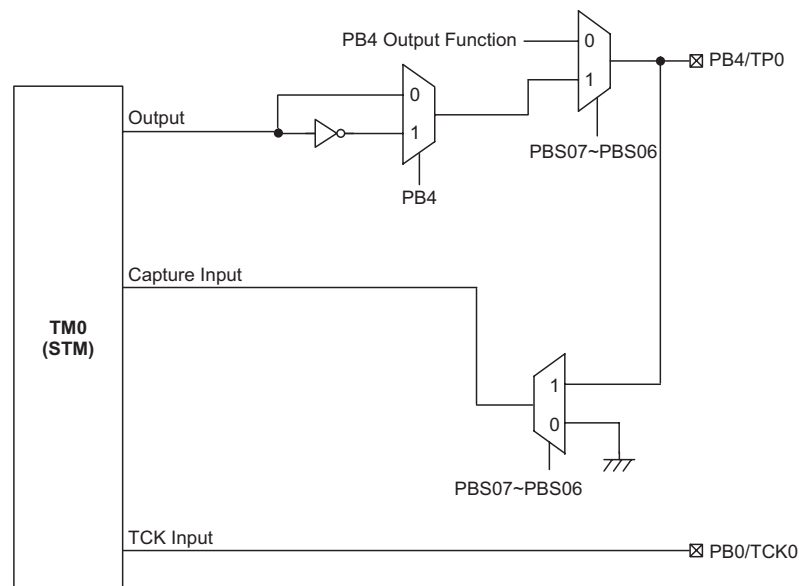 PB4 Output Function
0
1
PB4/TP0
Output
0
1
PBS07~PBS06
PB4
Capture Input
TM0
(STM)
1
0
PBS07~PBS06
TCK Input
PB0/TCK0